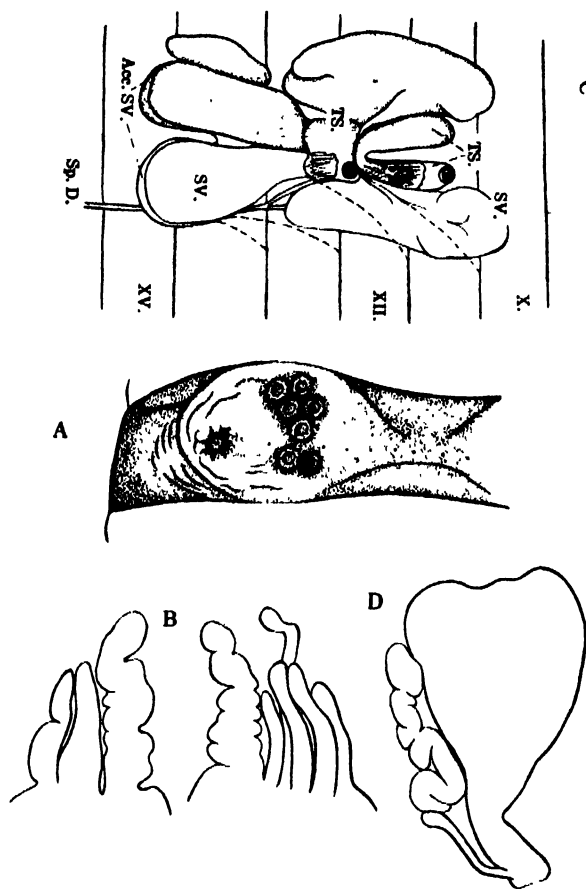 C
Acc. SV.
Sp. D.
SV.
TS.
TS
SV.
XV.
XII.
X.
A
B
D